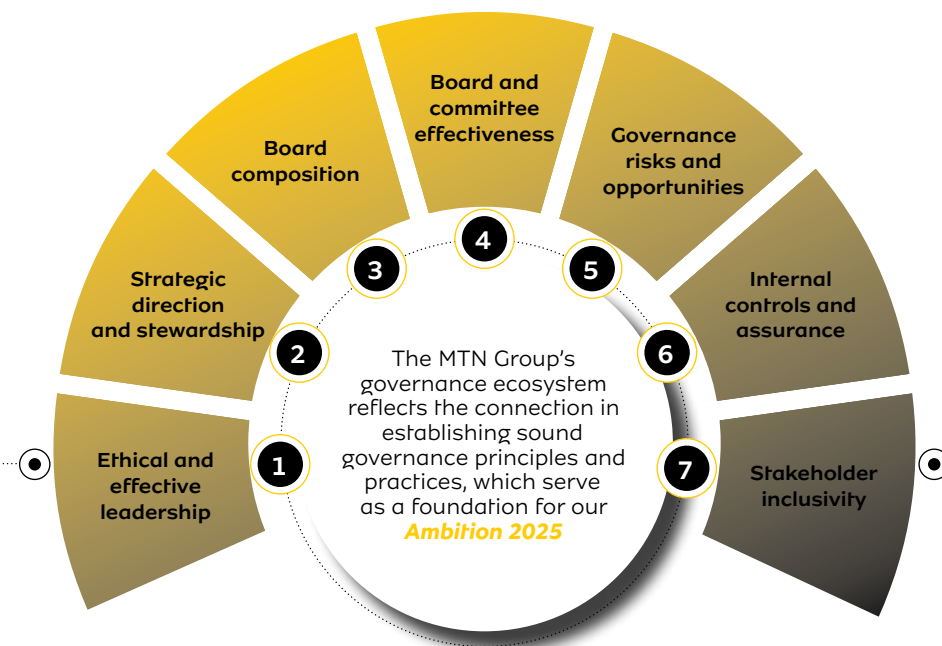 1
Ethical and
effective
leadership
2
Strategic
direction
and stewardship
3
Board
composition
4
Board and
committee
effectiveness
5
Governance
risks and
opportunities
6
Internal
controls and
assurance
7
Stakeholder
inclusivity
The MTN Group’s
governance ecosystem
reflects the connection in
establishing sound
governance principles and
practices, which serve
as a foundation for our
Ambition 2025